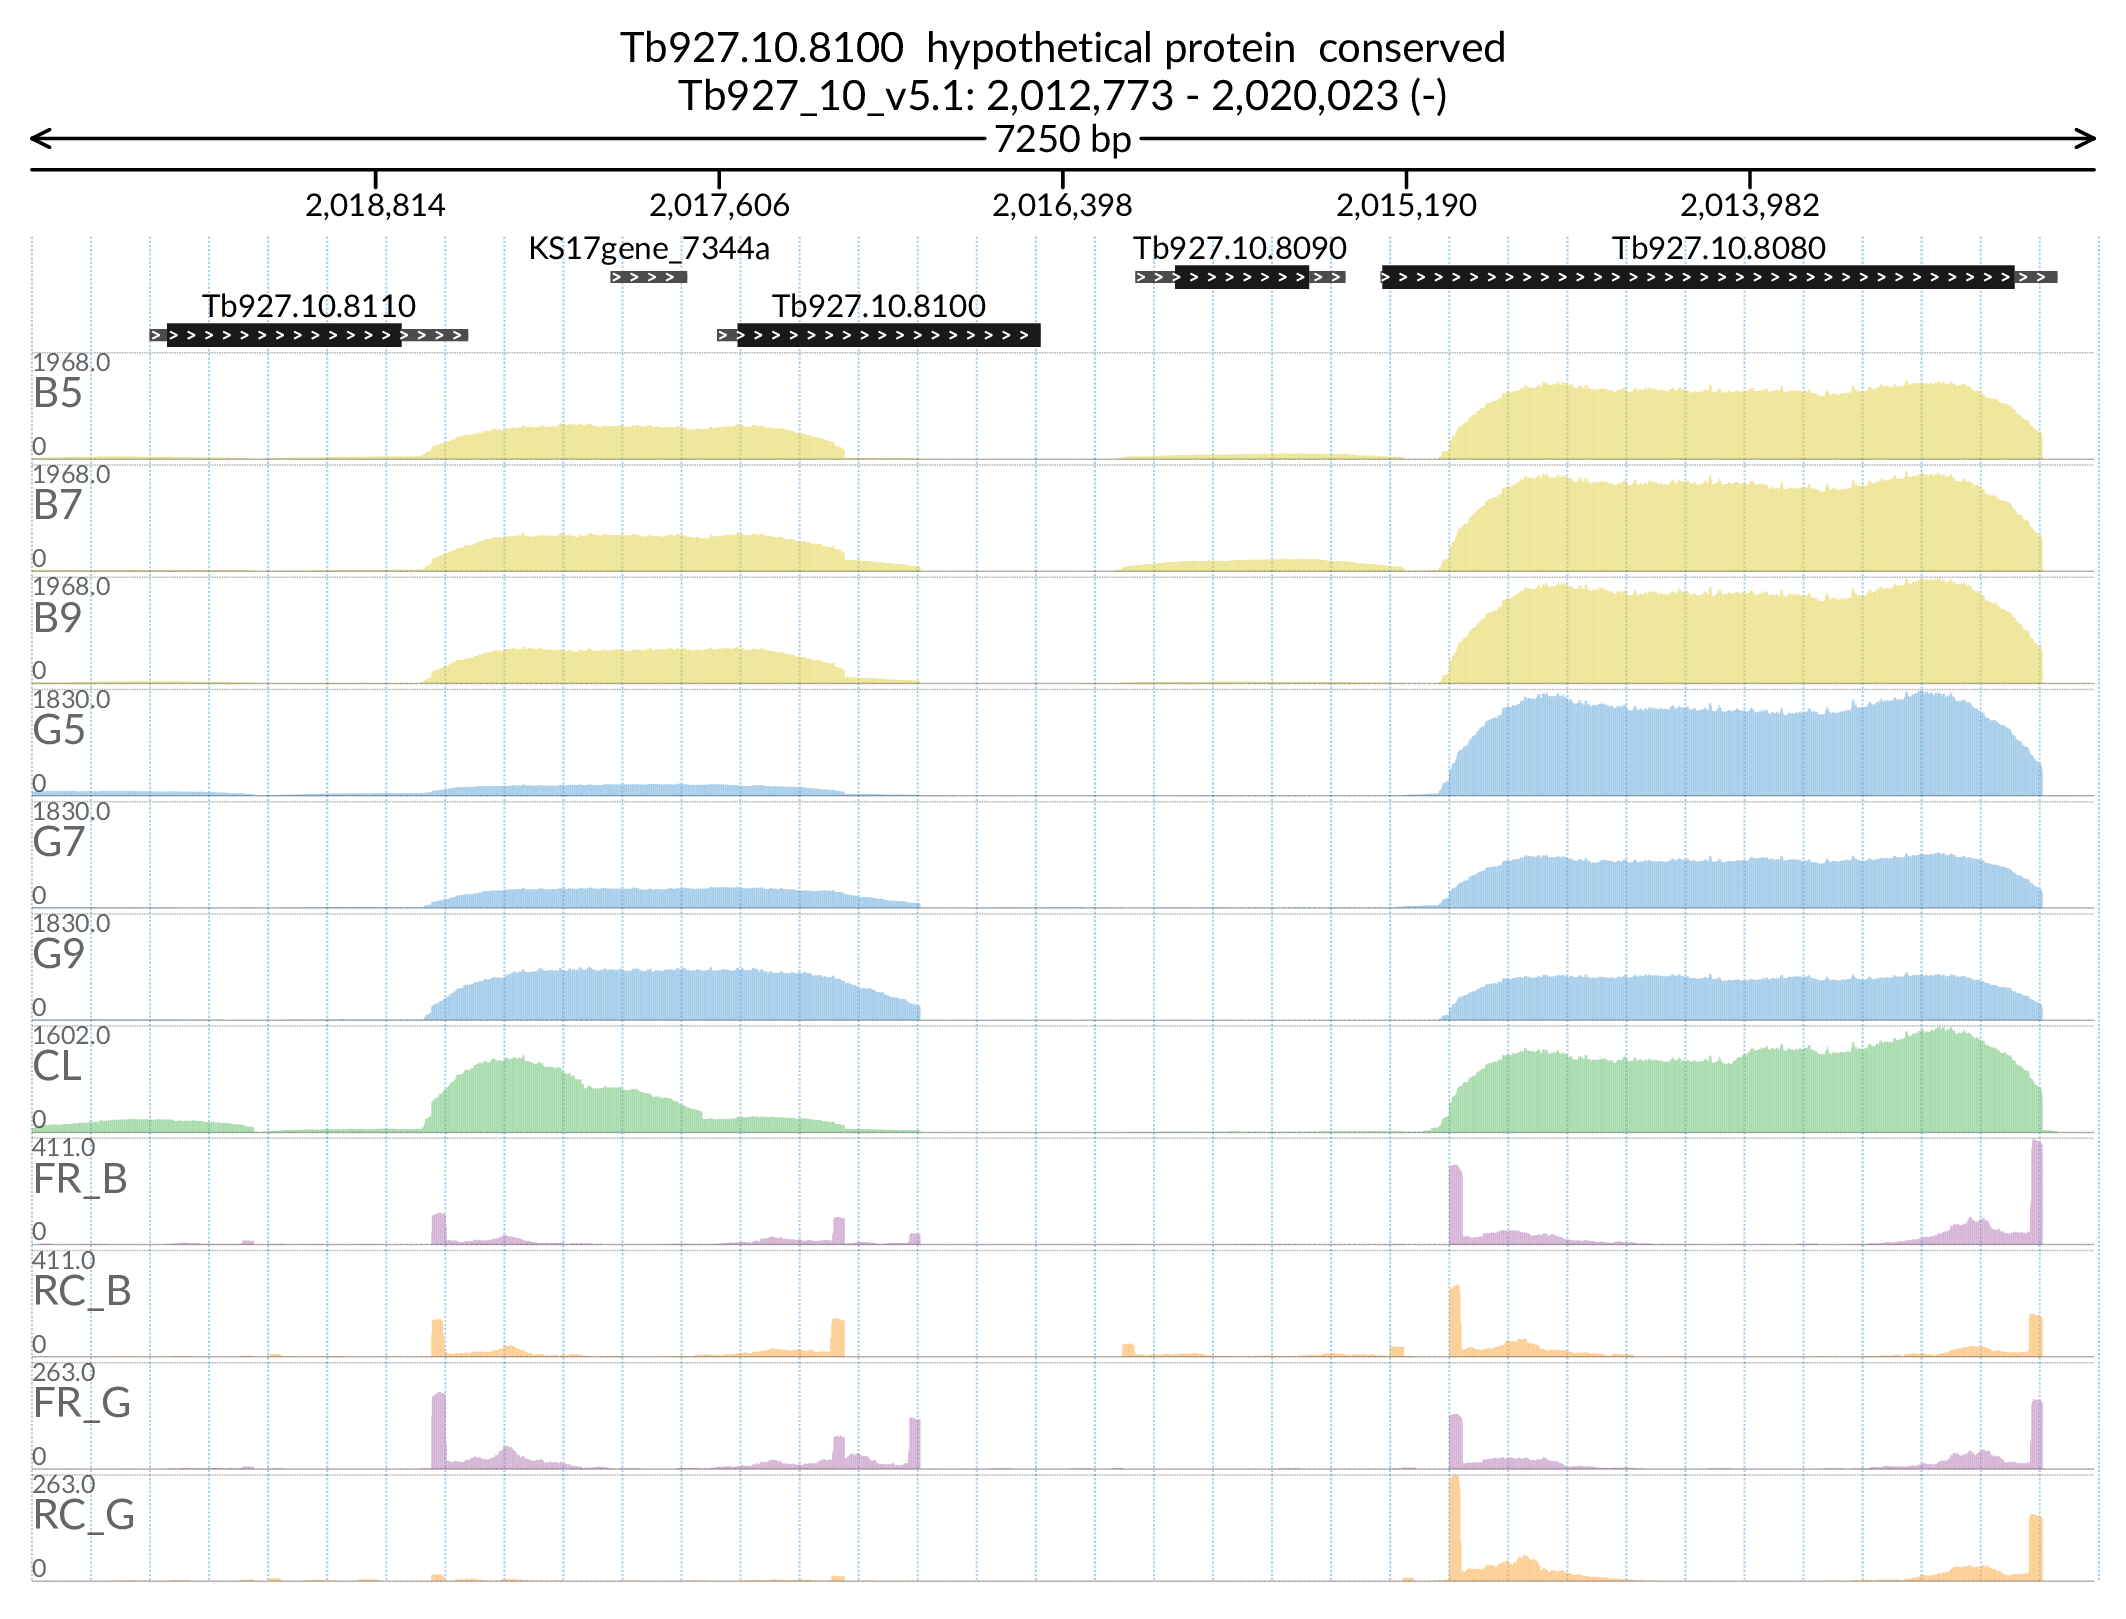 Tb927.10.8100 hypothetical protein conserved
Tb927_10_v5.1: 2,012,773 - 2,020,023 (-)
7250 bp
2,018,814 2,017,606 2,016,398 2,015,190 2,013,982
KS17gene_7344a Tb927.10.8090 Tb927.10.8080
Tb927.10.8110 Tb927.10.8100
1968.0
B5
0
1968.0
B7
0
1968.0
B9
0
1830.0
G5
0
1830.0
G7
0
1830.0
G9
0
1602.0
CL
0
411.0
FR_B
0
411.0
RC_B
0
263.0
FR_G
0
263.0
RC_G
0